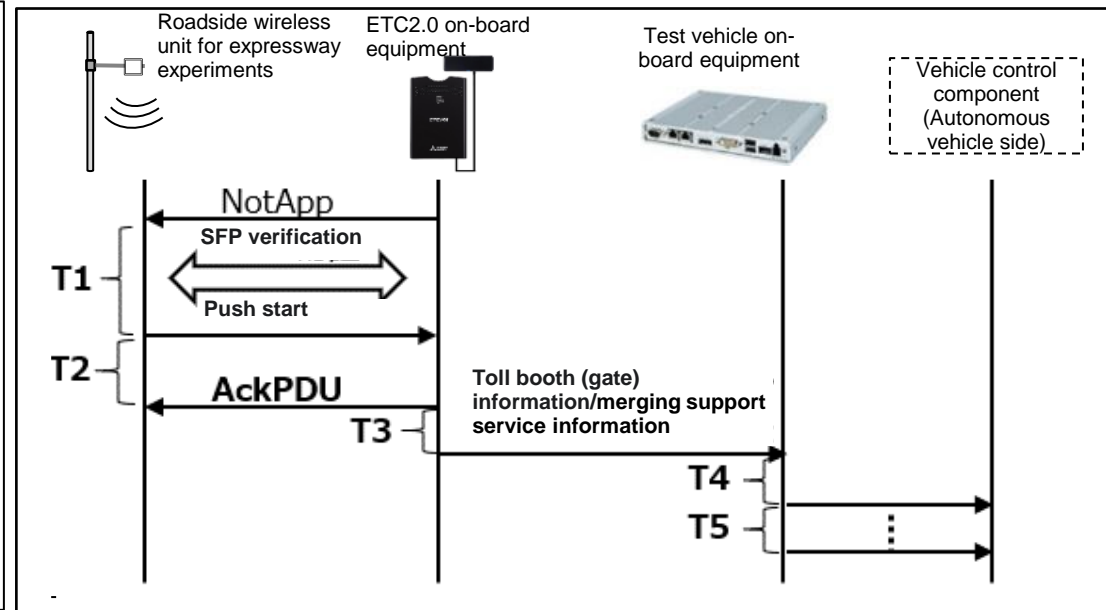 Roadside wireless
unit for expressway
experiments
ETC2.0 on-board
equipment
Test vehicle on-
board equipment
Vehicle control
component
(Autonomous
vehicle side)
NotApp
SFP verification
T1
Push start
T2
AckPDU
Toll booth (gate)
information/merging support
service information
T3
T4
T5
-